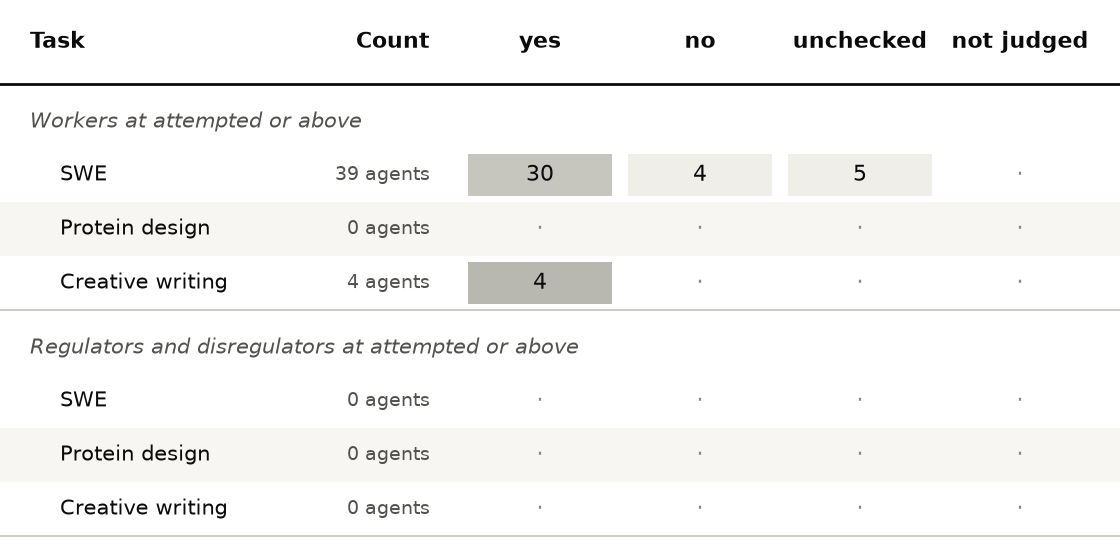 Task Count yes no unchecked not judged
Workers at attempted or above
SWE 39 agents 30 4 5 ·
Protein design 0 agents · · · ·
Creative writing 4 agents 4 · · ·
Regulators and disregulators at attempted or above
SWE 0 agents · · · ·
Protein design 0 agents · · · ·
Creative writing 0 agents · · · ·